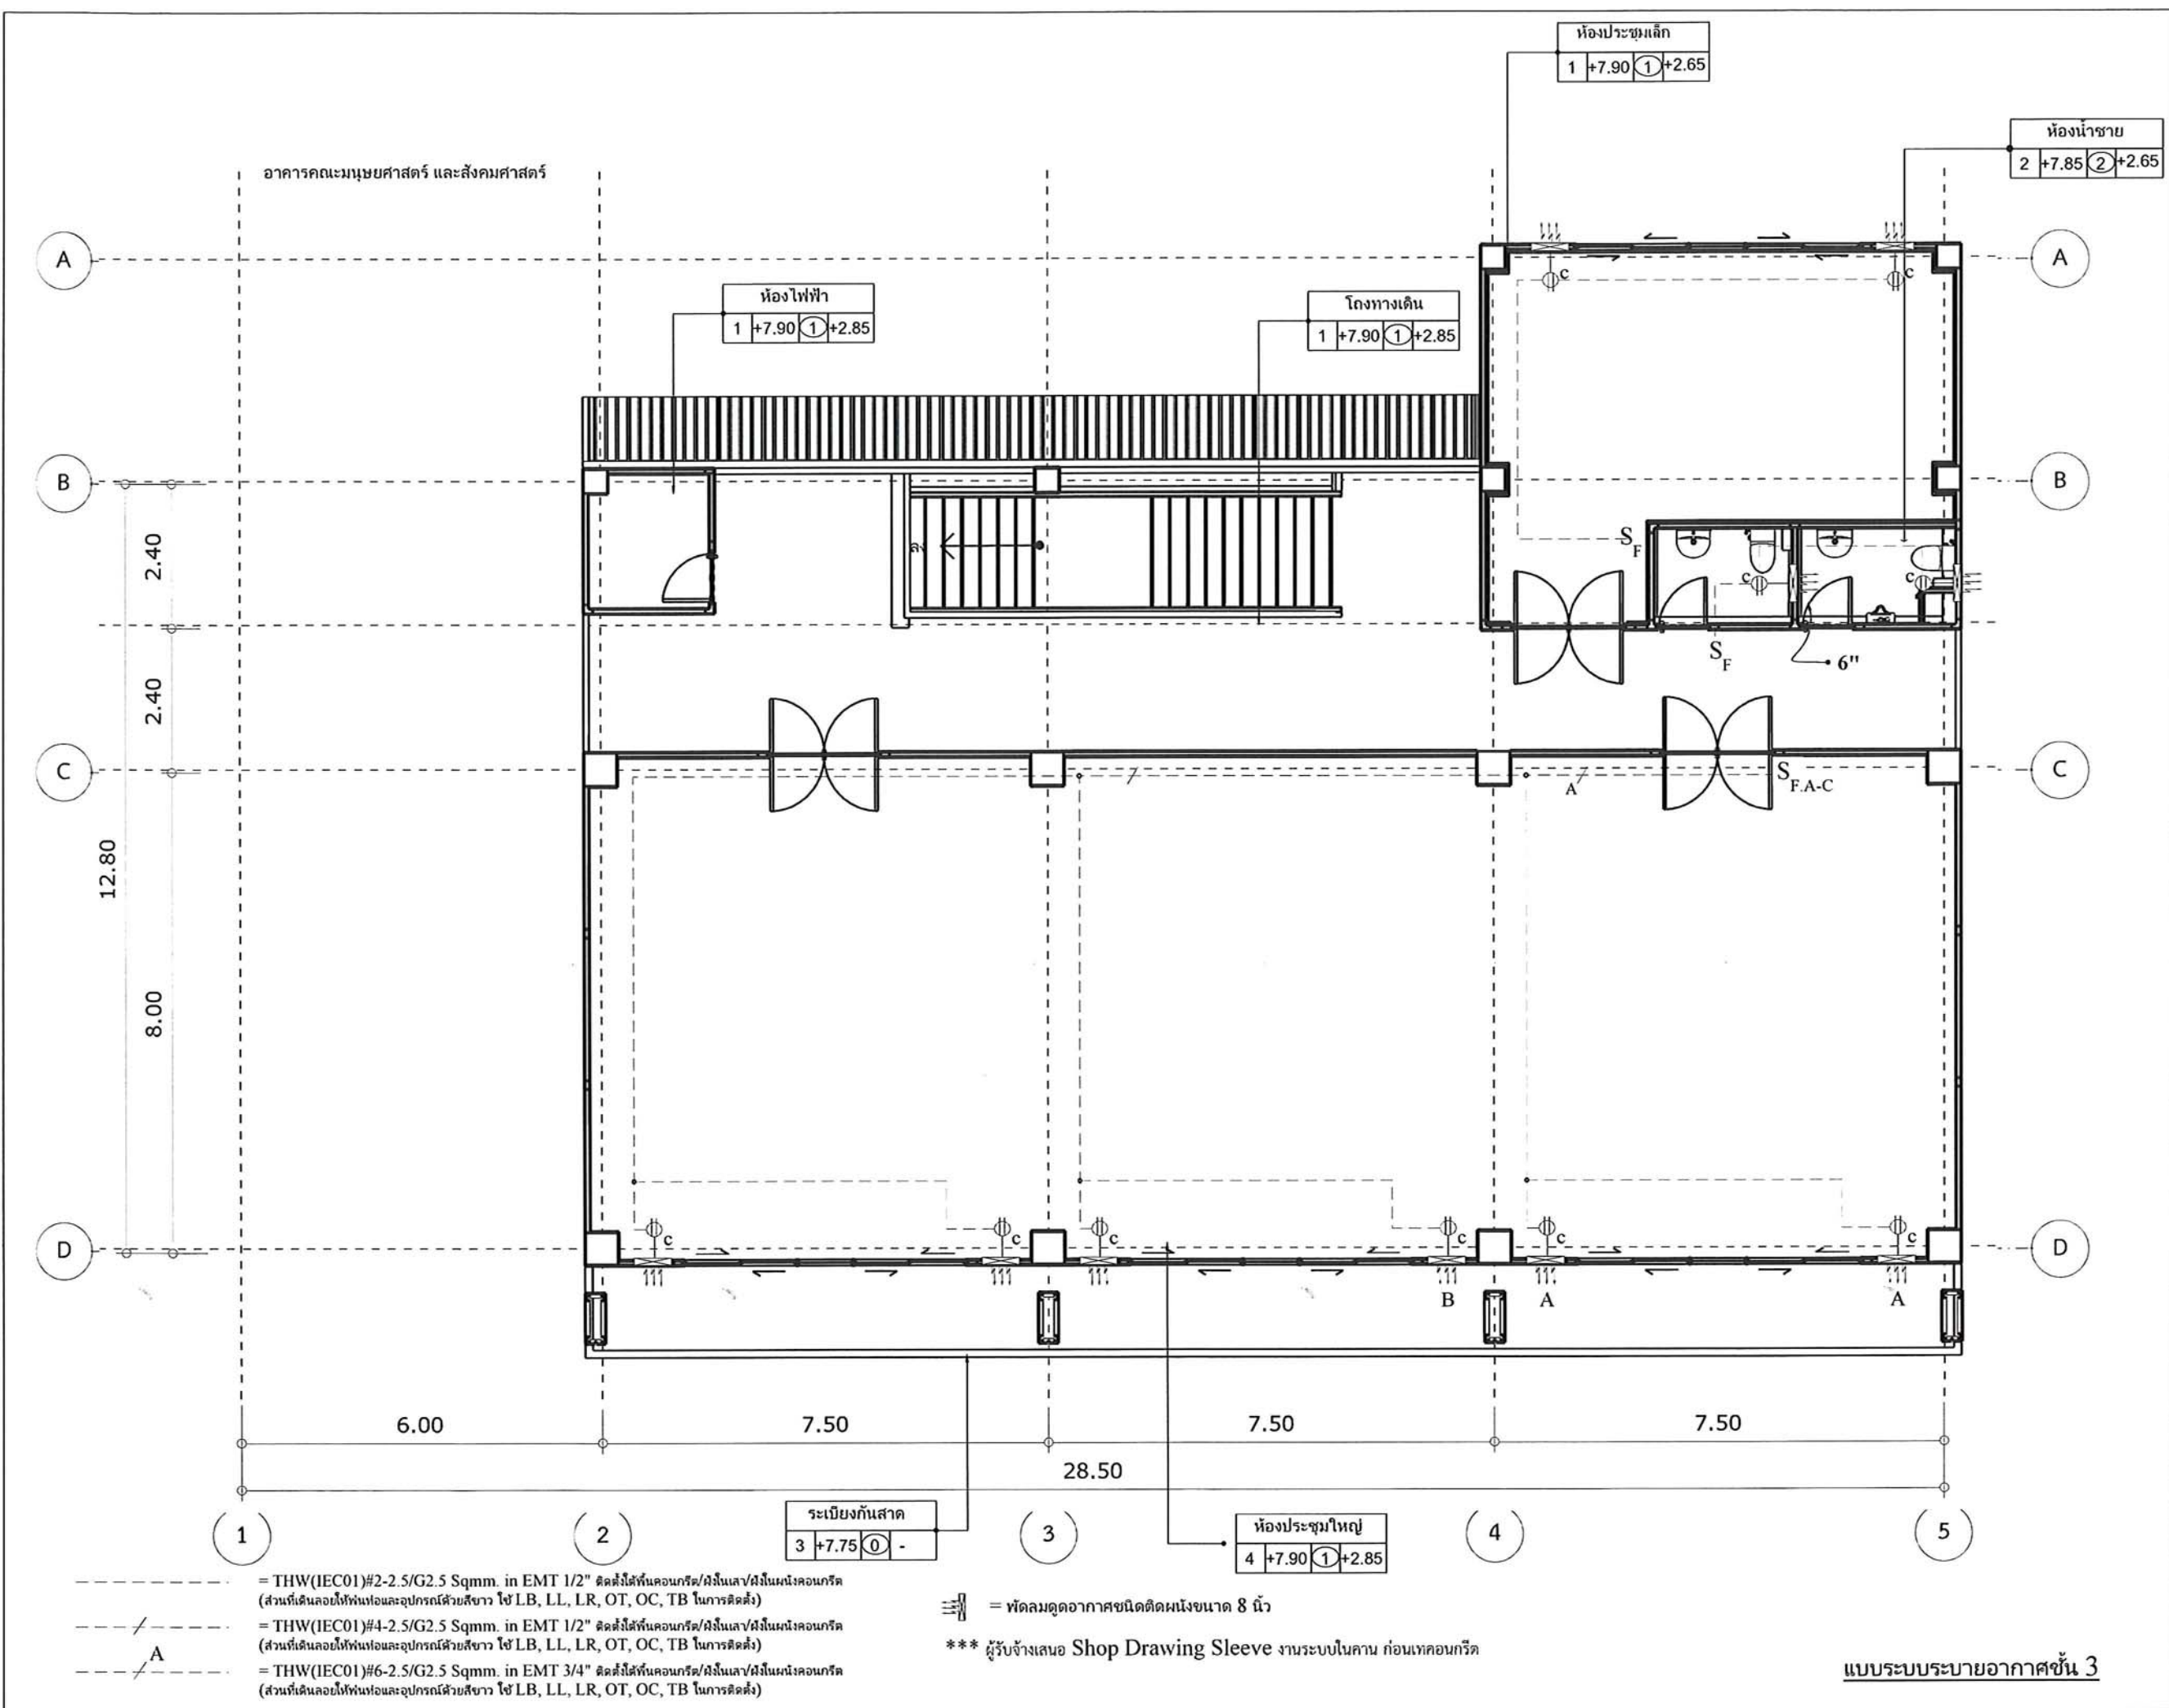 ห้องประชุมเล็ก
1 +7.90 1 +2.65
ห้องน้ำชาย
2 +7.85 2 +2.65
อาคารคณะมนุษยศาสตร์ และสังคมศาสตร์
A
A
ห้องไฟฟ้า
1 +7.90 1 +2.85
โถงทางเดิน
1 +7.90 1 +2.85
c
c
B
B
2.40
S F
c
c
S F
6"
2.40
C
C
A
S F.A-C
12.80
8.00
c
c
c
c
c
c
D
D
B
A
A
6.00
7.50
7.50
7.50
28.50
ระเบียงกันสาด
3 +7.75 0 -
ห้องประชุมใหญ่
4 +7.90 1 +2.85
1
2
3
4
5
= THW(IEC01)#2-2.5/G2.5 Sqmm. in EMT 1/2" ติดตั้งใต้พื้นคอนกรีต/ฝังในเสา/ฝังในผนังคอนกรีต
(ส่วนที่เดินลอยให้พ่นท่อและอุปกรณ์ด้วยสีขาว ใช้ LB, LL, LR, OT, OC, TB ในการติดตั้ง)
= THW(IEC01)#4-2.5/G2.5 Sqmm. in EMT 1/2" ติดตั้งใต้พื้นคอนกรีต/ฝังในเสา/ฝังในผนังคอนกรีต
(ส่วนที่เดินลอยให้พ่นท่อและอุปกรณ์ด้วยสีขาว ใช้ LB, LL, LR, OT, OC, TB ในการติดตั้ง)
A
= THW(IEC01)#6-2.5/G2.5 Sqmm. in EMT 3/4" ติดตั้งใต้พื้นคอนกรีต/ฝังในเสา/ฝังในผนังคอนกรีต
(ส่วนที่เดินลอยให้พ่นท่อและอุปกรณ์ด้วยสีขาว ใช้ LB, LL, LR, OT, OC, TB ในการติดตั้ง)
= พัดลมดูดอากาศชนิดติดผนังขนาด 8 นิ้ว
*** ผู้รับจ้างเสนอ Shop Drawing Sleeve งานระบบในคาน ก่อนเทคอนกรีต
แบบระบบระบายอากาศชั้น 3